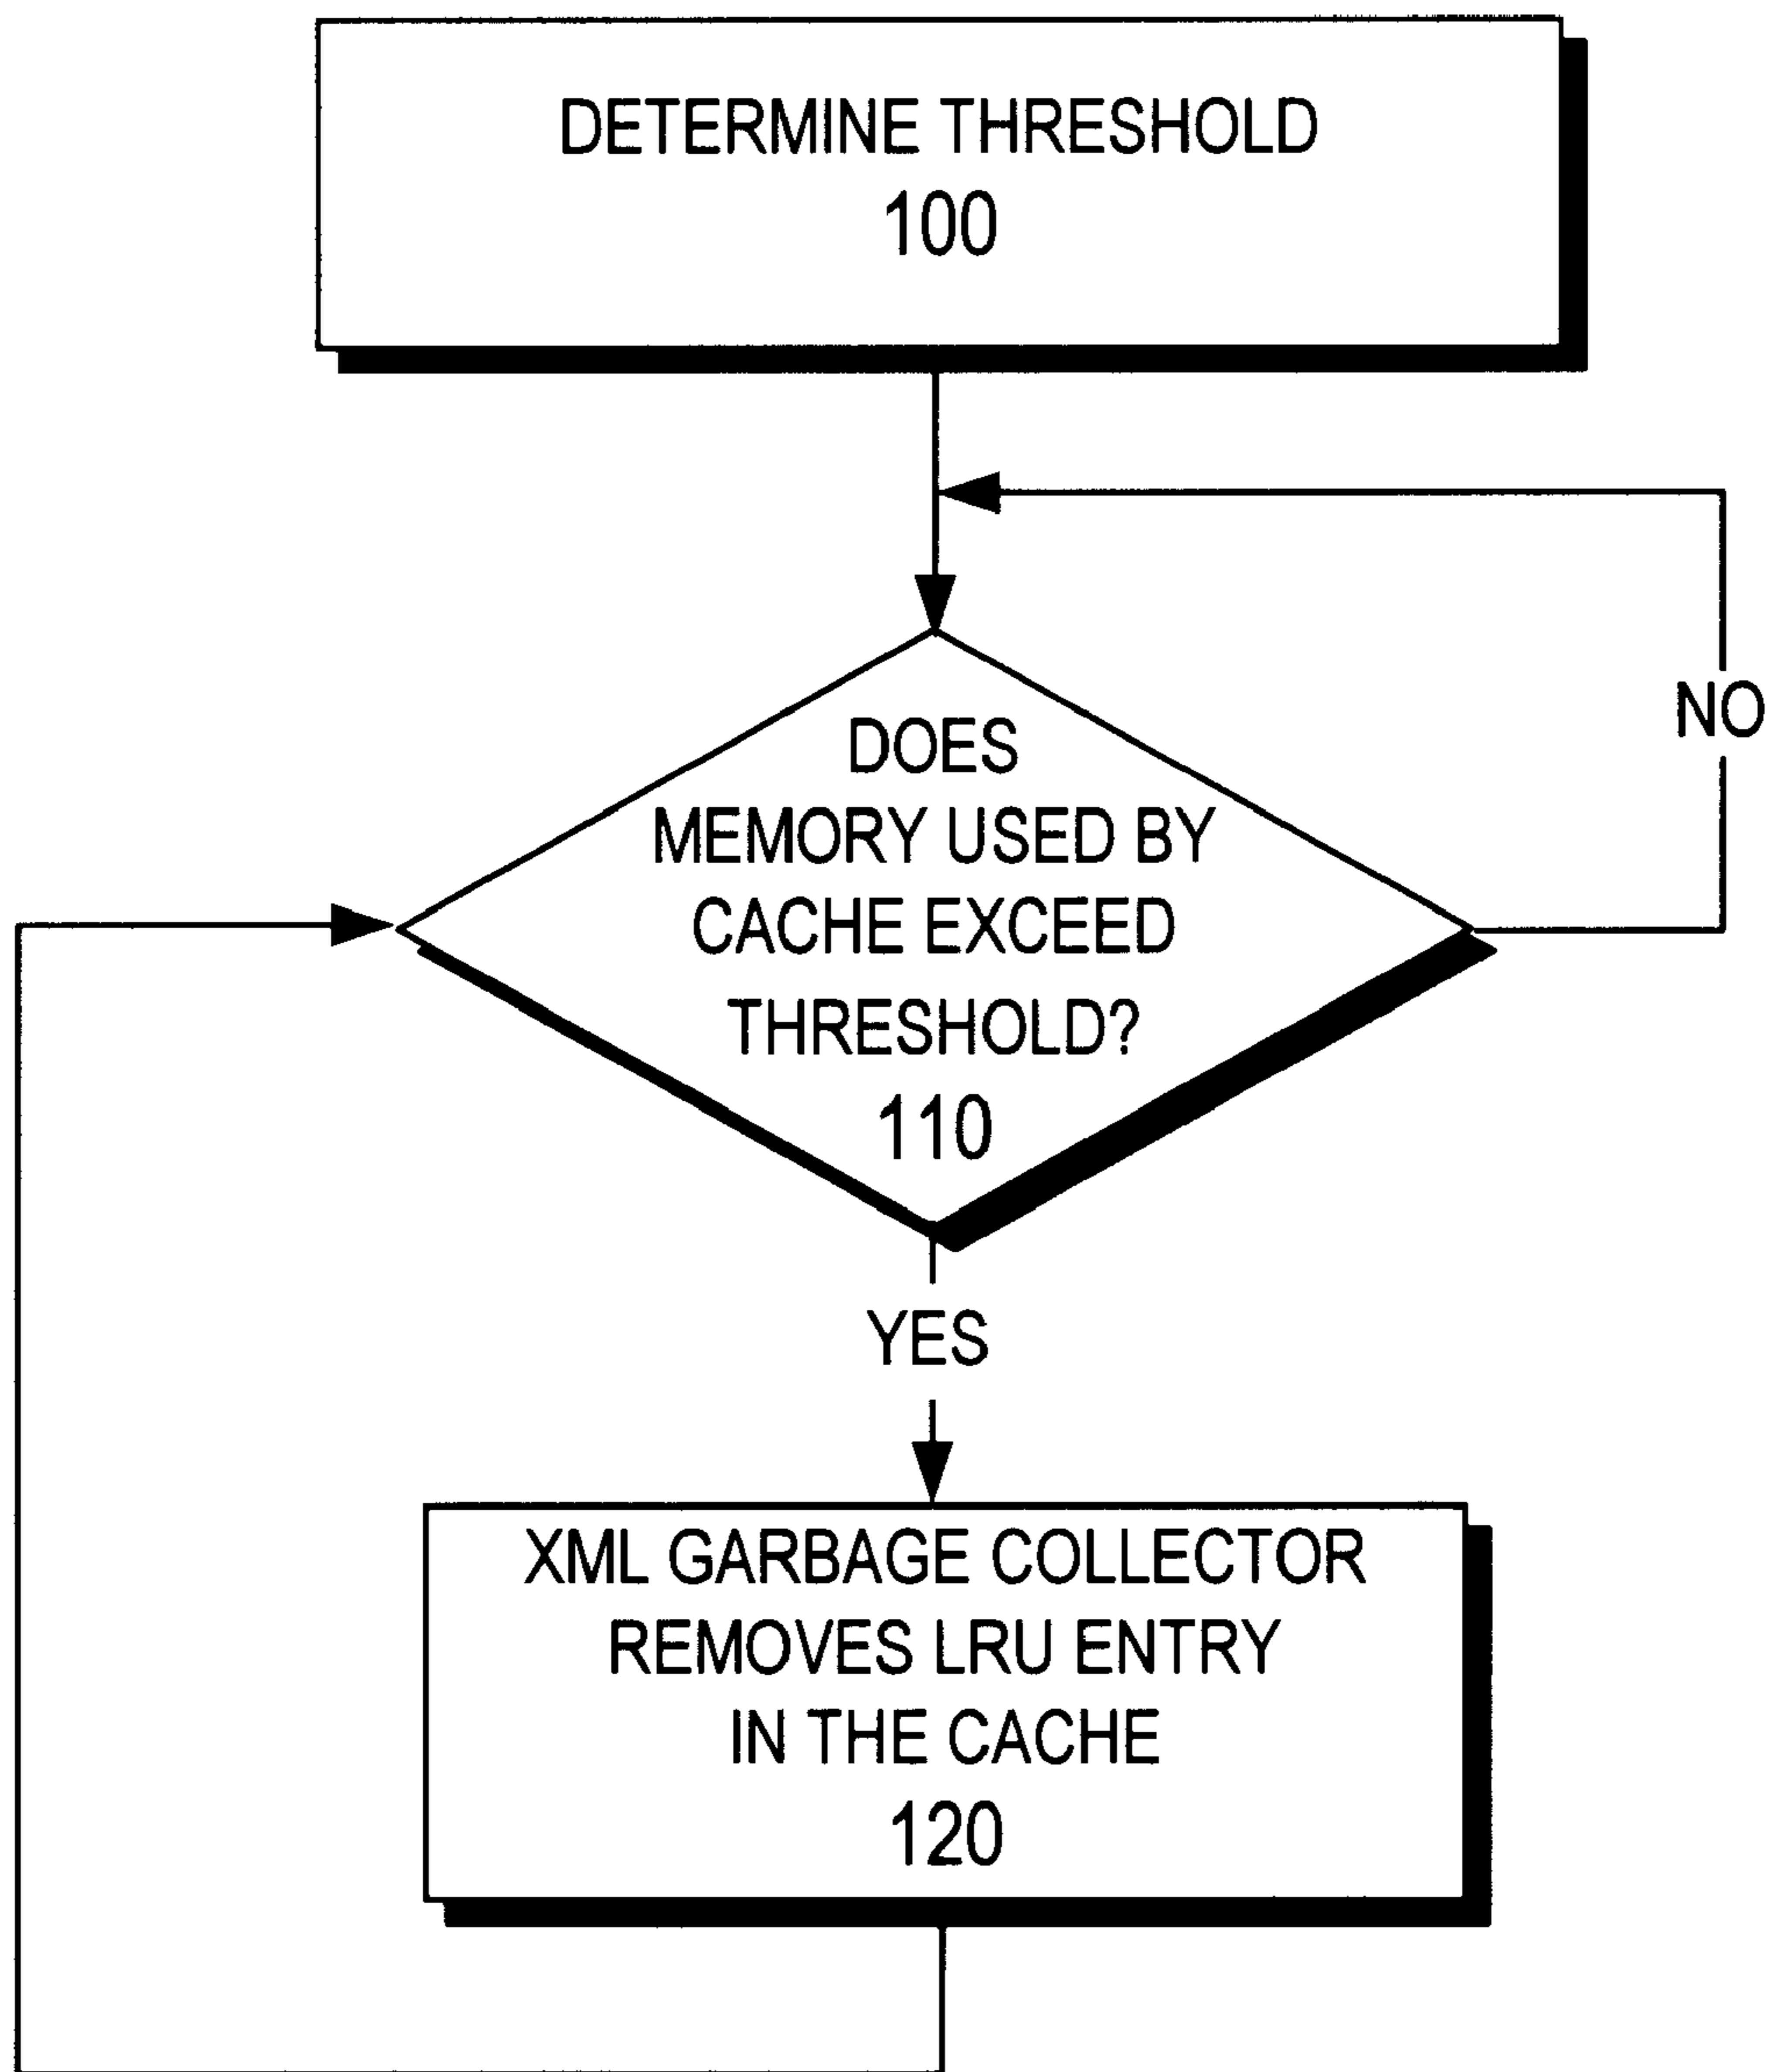 DETERMINE THRESHOLD
100
NO
DOES
MEMORY USED BY
CACHE EXCEED
THRESHOLD?
110
YES
XML GARBAGE COLLECTOR
REMOVES LRU ENTRY
IN THE CACHE
120